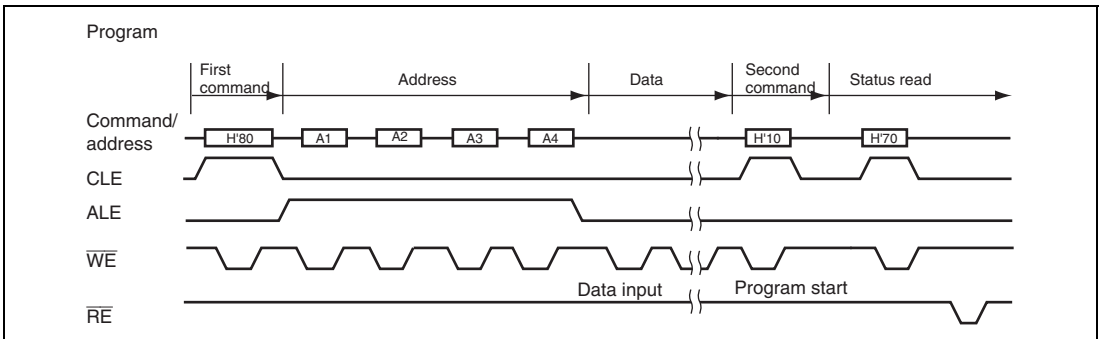 Program
First command Address Data Second command Status read
Command/
address
H'80 A1 A2 A3 A4 H'10 H'70
CLE
ALE
WE
Data input Program start
RE